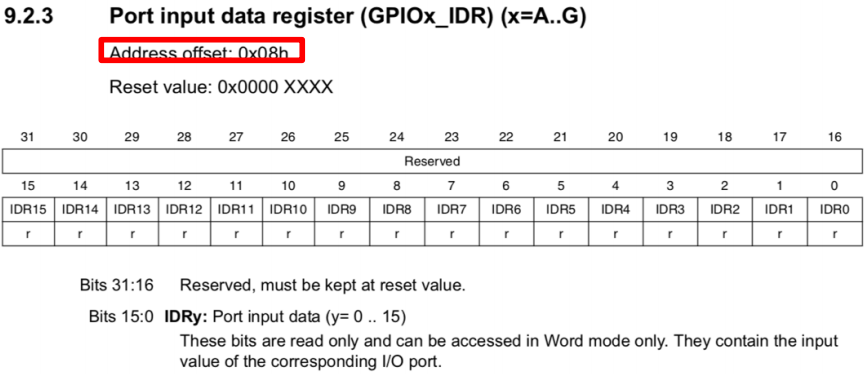 9.2.3 Port input data register (GPIOx_IDR) (x=A..G)
Address offset: 0x08h
Reset value: 0x0000 XXXX
31 30 29 28 27 26 25 24 23 22 21 20 19 18 17 16
Reserved
15 14 13 12 11 10 9 8 7 6 5 4 3 2 1 0
IDR15 IDR14 IDR13 IDR12 IDR11 IDR10 IDR9 IDR8 IDR7 IDR6 IDR5 IDR4 IDR3 IDR2 IDR1 IDR0
r r r r r r r r r r r r r r r r
Bits 31:16 Reserved, must be kept at reset value.
Bits 15:0 IDRy: Port input data (y= 0 .. 15)
These bits are read only and can be accessed in Word mode only. They contain the input
value of the corresponding I/O port.